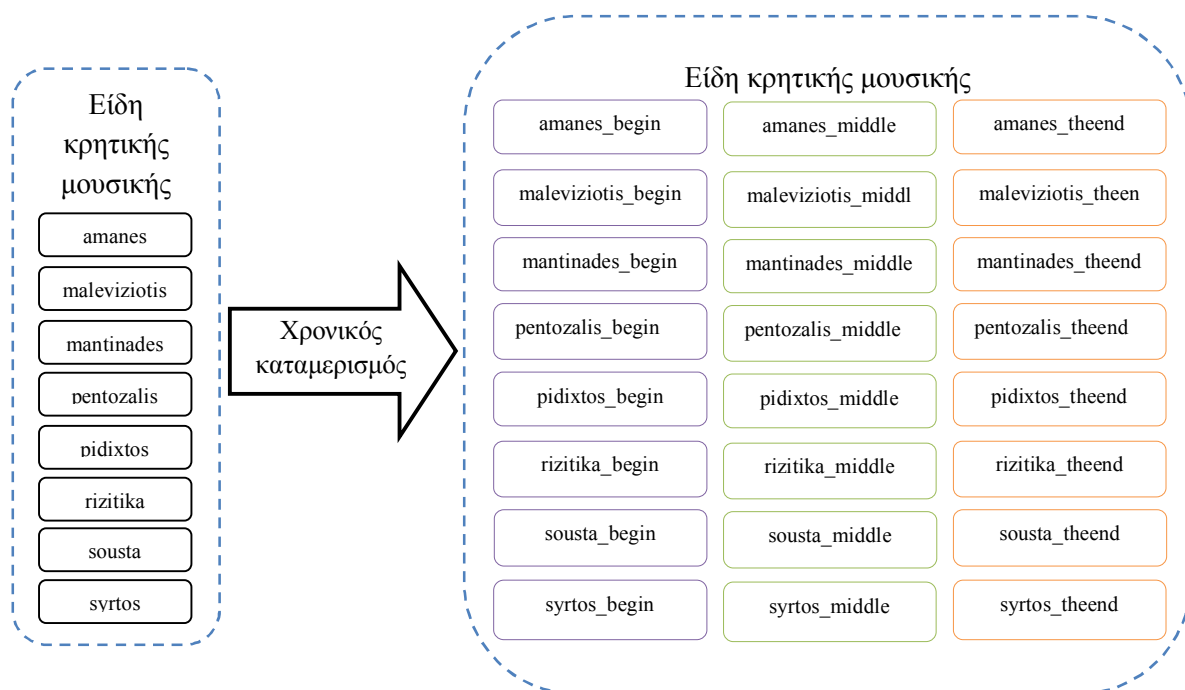 Είδη
κρητικής
μουσικής
amanes
maleviziotis
mantinades
pentozalis
pidixtos
rizitika
sousta
syrtos
Χρονικός
καταμερισμός
Είδη κρητικής μουσικής
amanes_begin amanes_middle amanes_theend
maleviziotis_begin maleviziotis_middl maleviziotis_theen
mantinades_begin mantinades_middle mantinades_theend
pentozalis_begin pentozalis_middle pentozalis_theend
pidixtos_begin pidixtos_middle pidixtos_theend
rizitika_begin rizitika_middle rizitika_theend
sousta_begin sousta_middle sousta_theend
syrtos_begin syrtos_middle syrtos_theend